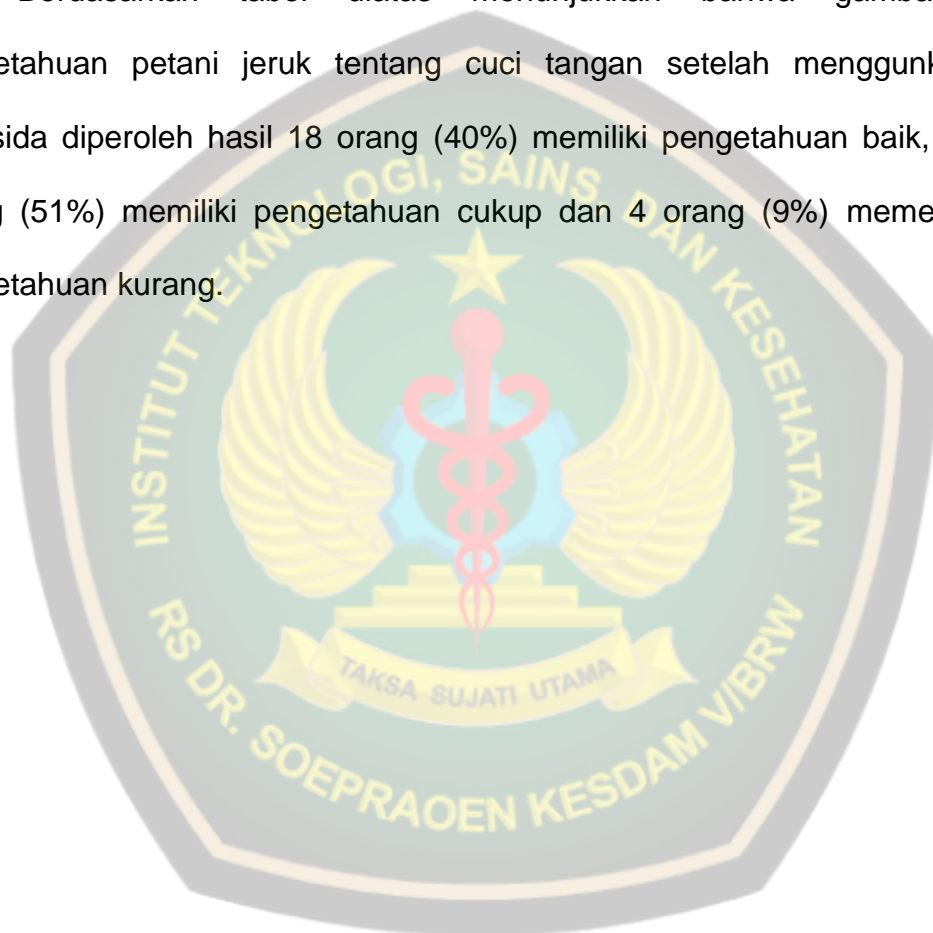 Berdasarkan tabel diatas menunjukkan bahwa gamba
etahuan petani jeruk tentang cuci tangan setelah menggunk
sida diperoleh hasil 18 orang (40%) memiliki pengetahuan baik,
g (51%) memiliki pengetahuan cukup dan 4 orang (9%) meme
etahuan kurang.
INSTITUT TEKNOLOGI, SAINS, DAN KESEHATAN
TAKSA SUJATI UTAMA
RS DR. SOEPRAOEN KESDAM V/BRW